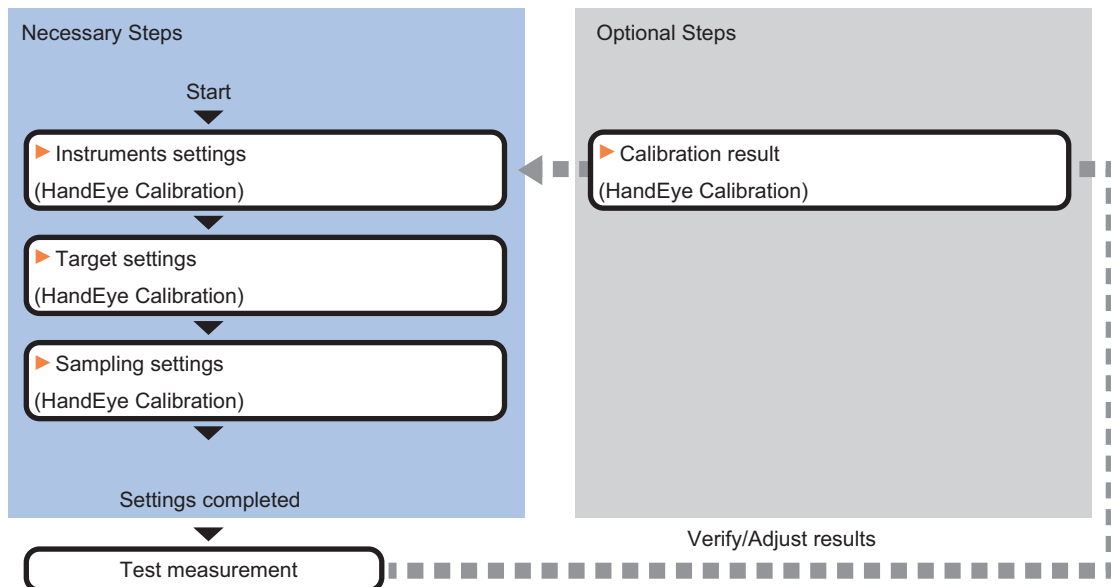 Necessary Steps
Start
Instruments settings
(HandEye Calibration)
Target settings
(HandEye Calibration)
Sampling settings
(HandEye Calibration)
Settings completed
Test measurement
Optional Steps
Calibration result
(HandEye Calibration)
Verify/Adjust results